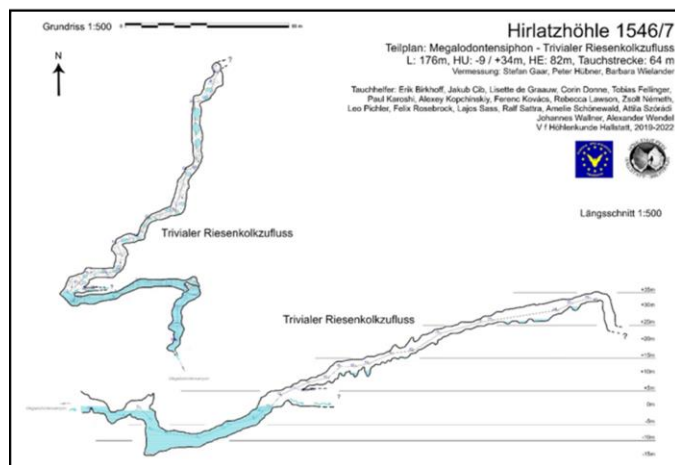 Grundriss 1:500
Hirlatzhöhle 1546/7
Teilplan: Megalodontensiphon - Trivialer Riesenkolkzufluss
L: 176m, HU: -9 / +34m, HE: 82m, Tauchstrecke: 64 m
Vermessung: Stefan Gaar, Peter Hübner, Barbara Wielander
Tauchhelfer: Erik Birkhoff, Jakub Cib, Lisette de Graauw, Corin Donne, Tobias Fellinger,
Paul Karoshi, Alexey Kopchinskiy, Ferenc Kovács, Rebecca Lawson, Zsolt Németh,
Leo Pichler, Felix Rosebrock, Lajos Sass, Ralf Sattra, Amelie Schönewald, Attila Szórádi
Johannes Wallner, Alexander Wendel
V f Höhlenkunde Hallstatt, 2019-2022
N
?
Längsschnitt 1:500
Trivialer Riesenkolkzufluss
?
Megalodontensiphon
Trivialer Riesenkolkzufluss
+30m
+20m
+15m
+10m
+5m
0m
-5m
-10m
-15m
?
?
Megalodontensiphon